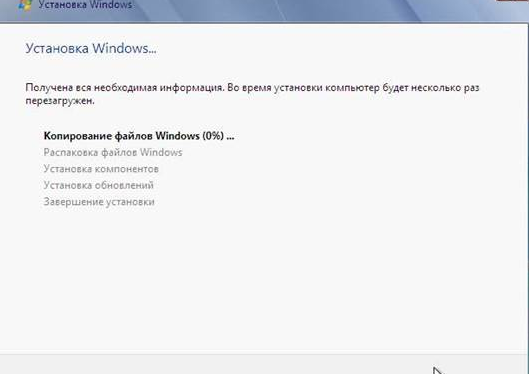 Установка Windows
Установка Windows...
Получена вся необходимая информация. Во время установки компьютер будет несколько раз
перезагружен.
Копирование файлов Windows (0%) ...
Распаковка файлов Windows
Установка компонентов
Установка обновлений
Завершение установки